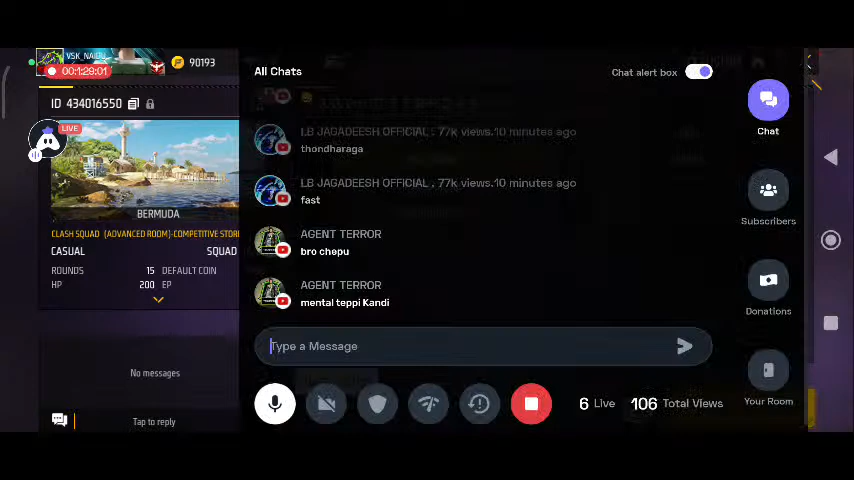 VSK_NAIDU
00:1:29:01
90193
ID 434016550
LIVE
BERMUDA
CLASH SQUAD (ADVANCED ROOM)-COMPETITIVE STORE
CASUAL SQUAD
ROUNDS 15 DEFAULT COIN
HP 200 EP
No messages
Tap to reply
All Chats
Chat alert box
LB JAGADEESH OFFICIAL . 77k views.10 minutes ago
thondharaga
LB JAGADEESH OFFICIAL . 77k views.10 minutes ago
fast
AGENT TERROR
bro chepu
AGENT TERROR
mental teppi Kandi
Type a Message
6 Live 106 Total Views
Chat
Subscribers
Donations
Your Room